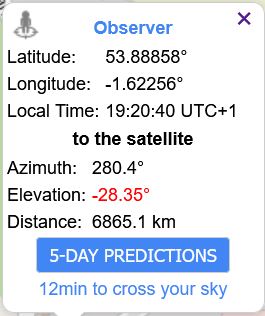 Observer
Latitude: 53.88858°
Longitude: -1.62256°
Local Time: 19:20:40 UTC+1
to the satellite
Azimuth: 280.4°
Elevation: -28.35°
Distance: 6865.1 km
5-DAY PREDICTIONS
12min to cross your sky